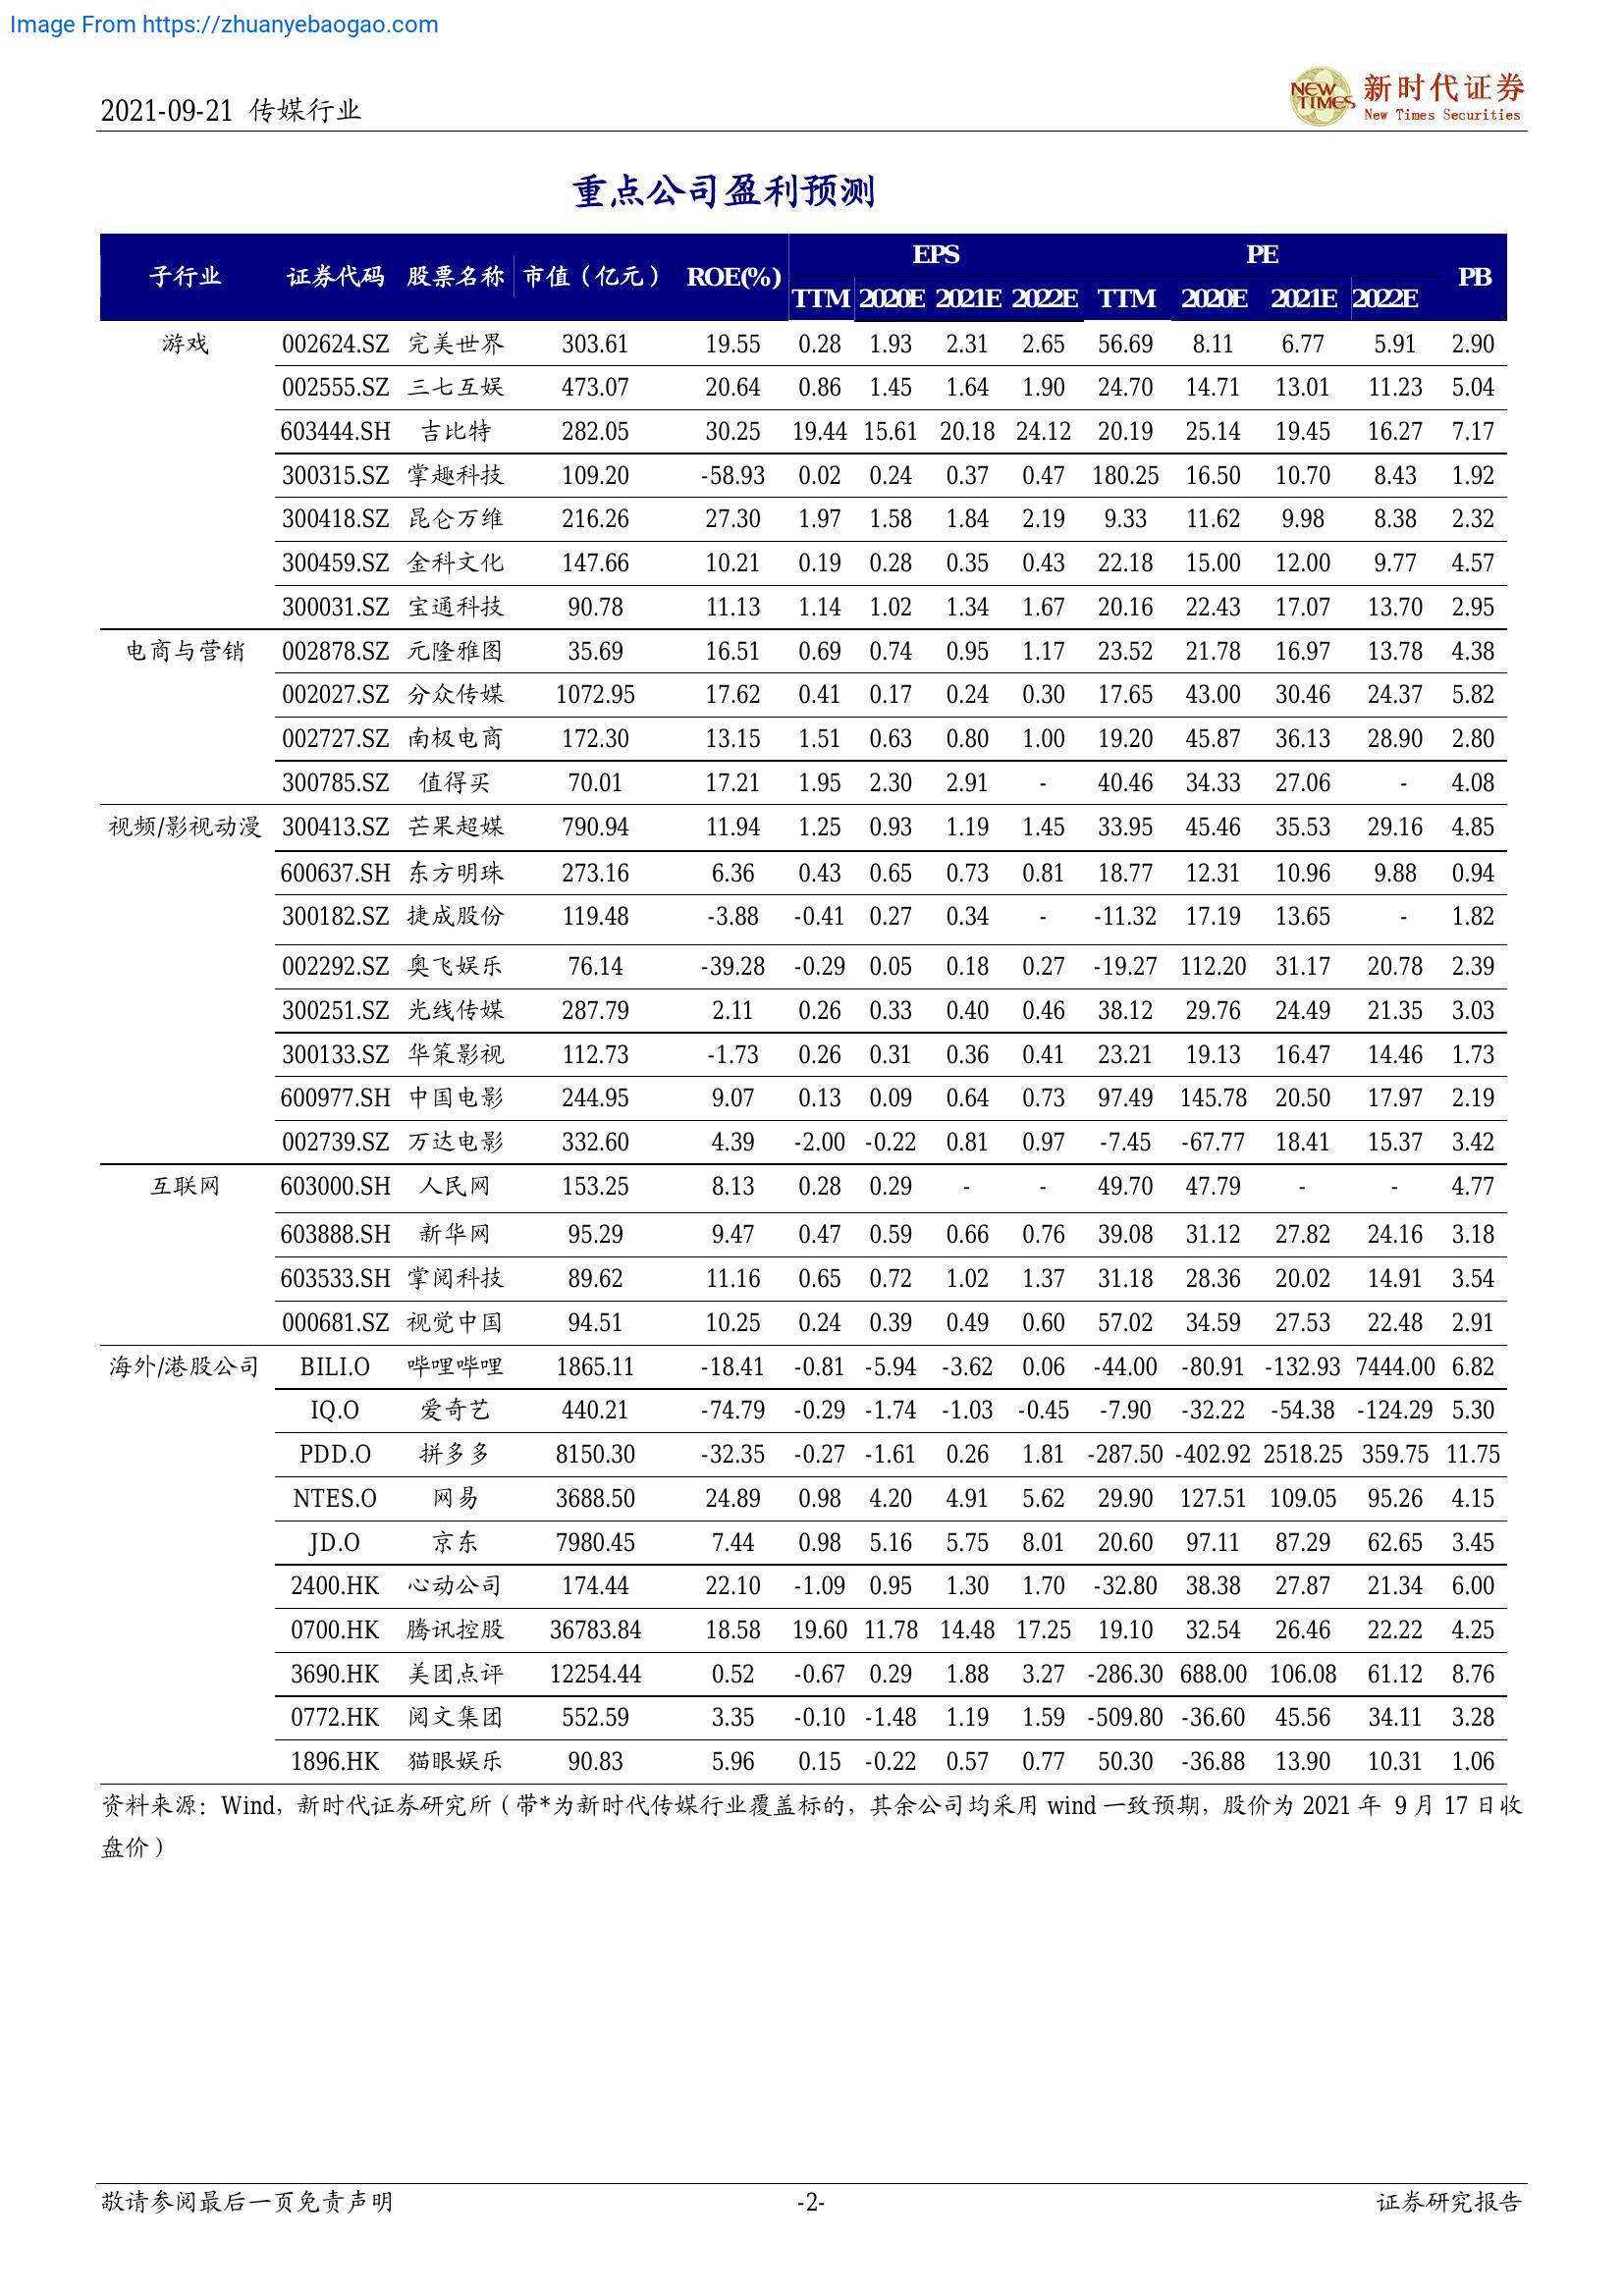 Image From https://zhuanyebaogao.com
2021-09-21 传媒行业
NEW TIMES 新时代证券
New Times Securities
重点公司盈利预测
子行业 证券代码 股票名称 市值（亿元） ROE(%) EPS PE PB
TTM 2020E 2021E 2022E TTM 2020E 2021E 2022E
游戏 002624.SZ 完美世界 303.61 19.55 0.28 1.93 2.31 2.65 56.69 8.11 6.77 5.91 2.90
002555.SZ 三七互娱 473.07 20.64 0.86 1.45 1.64 1.90 24.70 14.71 13.01 11.23 5.04
603444.SH 吉比特 282.05 30.25 19.44 15.61 20.18 24.12 20.19 25.14 19.45 16.27 7.17
300315.SZ 掌趣科技 109.20 -58.93 0.02 0.24 0.37 0.47 180.25 16.50 10.70 8.43 1.92
300418.SZ 昆仑万维 216.26 27.30 1.97 1.58 1.84 2.19 9.33 11.62 9.98 8.38 2.32
300459.SZ 金科文化 147.66 10.21 0.19 0.28 0.35 0.43 22.18 15.00 12.00 9.77 4.57
300031.SZ 宝通科技 90.78 11.13 1.14 1.02 1.34 1.67 20.16 22.43 17.07 13.70 2.95
电商与营销 002878.SZ 元隆雅图 35.69 16.51 0.69 0.74 0.95 1.17 23.52 21.78 16.97 13.78 4.38
002027.SZ 分众传媒 1072.95 17.62 0.41 0.17 0.24 0.30 17.65 43.00 30.46 24.37 5.82
002727.SZ 南极电商 172.30 13.15 1.51 0.63 0.80 1.00 19.20 45.87 36.13 28.90 2.80
300785.SZ 值得买 70.01 17.21 1.95 2.30 2.91 - 40.46 34.33 27.06 - 4.08
视频/影视动漫 300413.SZ 芒果超媒 790.94 11.94 1.25 0.93 1.19 1.45 33.95 45.46 35.53 29.16 4.85
600637.SH 东方明珠 273.16 6.36 0.43 0.65 0.73 0.81 18.77 12.31 10.96 9.88 0.94
300182.SZ 捷成股份 119.48 -3.88 -0.41 0.27 0.34 - -11.32 17.19 13.65 - 1.82
002292.SZ 奥飞娱乐 76.14 -39.28 -0.29 0.05 0.18 0.27 -19.27 112.20 31.17 20.78 2.39
300251.SZ 光线传媒 287.79 2.11 0.26 0.33 0.40 0.46 38.12 29.76 24.49 21.35 3.03
300133.SZ 华策影视 112.73 -1.73 0.26 0.31 0.36 0.41 23.21 19.13 16.47 14.46 1.73
600977.SH 中国电影 244.95 9.07 0.13 0.09 0.64 0.73 97.49 145.78 20.50 17.97 2.19
002739.SZ 万达电影 332.60 4.39 -2.00 -0.22 0.81 0.97 -7.45 -67.77 18.41 15.37 3.42
互联网 603000.SH 人民网 153.25 8.13 0.28 0.29 - - 49.70 47.79 - - 4.77
603888.SH 新华网 95.29 9.47 0.47 0.59 0.66 0.76 39.08 31.12 27.82 24.16 3.18
603533.SH 掌阅科技 89.62 11.16 0.65 0.72 1.02 1.37 31.18 28.36 20.02 14.91 3.54
000681.SZ 视觉中国 94.51 10.25 0.24 0.39 0.49 0.60 57.02 34.59 27.53 22.48 2.91
海外/港股公司 BILI.O 哔哩哔哩 1865.11 -18.41 -0.81 -5.94 -3.62 0.06 -44.00 -80.91 -132.93 7444.00 6.82
IQ.O 爱奇艺 440.21 -74.79 -0.29 -1.74 -1.03 -0.45 -7.90 -32.22 -54.38 -124.29 5.30
PDD.O 拼多多 8150.30 -32.35 -0.27 -1.61 0.26 1.81 -287.50 -402.92 2518.25 359.75 11.75
NTES.O 网易 3688.50 24.89 0.98 4.20 4.91 5.62 29.90 127.51 109.05 95.26 4.15
JD.O 京东 7980.45 7.44 0.98 5.16 5.75 8.01 20.60 97.11 87.29 62.65 3.45
2400.HK 心动公司 174.44 22.10 -1.09 0.95 1.30 1.70 -32.80 38.38 27.87 21.34 6.00
0700.HK 腾讯控股 36783.84 18.58 19.60 11.78 14.48 17.25 19.10 32.54 26.46 22.22 4.25
3690.HK 美团点评 12254.44 0.52 -0.67 0.29 1.88 3.27 -286.30 688.00 106.08 61.12 8.76
0772.HK 阅文集团 552.59 3.35 -0.10 -1.48 1.19 1.59 -509.80 -36.60 45.56 34.11 3.28
1896.HK 猫眼娱乐 90.83 5.96 0.15 -0.22 0.57 0.77 50.30 -36.88 13.90 10.31 1.06
资料来源：Wind，新时代证券研究所（带*为新时代传媒行业覆盖标的，其余公司均采用 wind 一致预期，股价为 2021 年 9 月 17 日收
盘价）
敬请参阅最后一页免责声明 -2- 证券研究报告